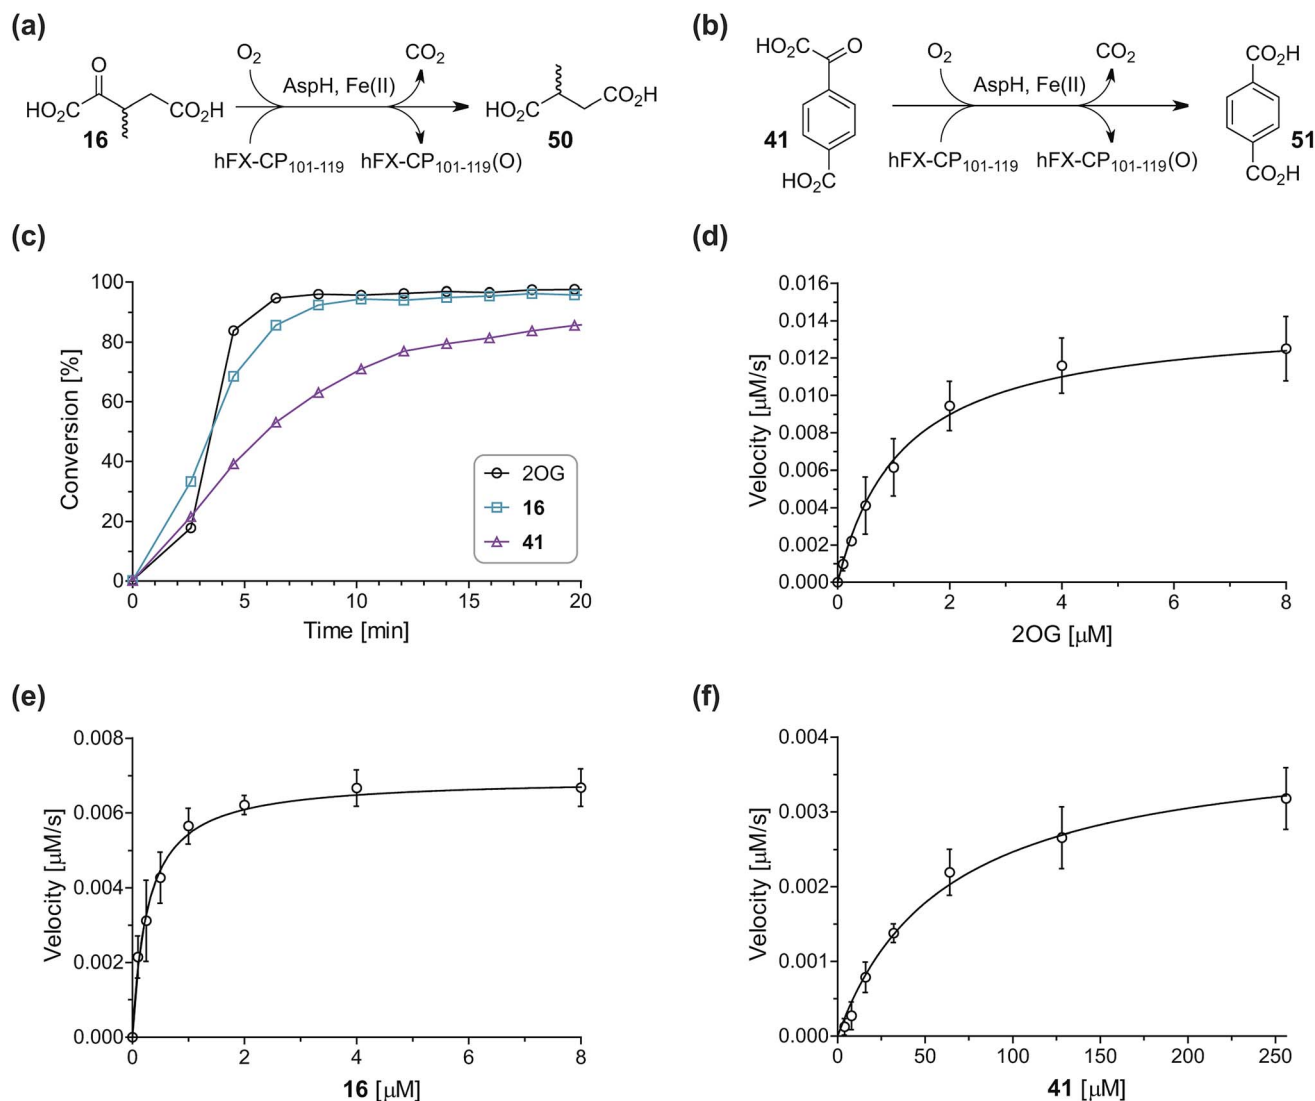 (a)
O2
CO2
O
HO2C
CO2H
16
AspH, Fe(II)
hFX-CP101-119
hFX-CP101-119(O)
HO2C
CO2H
50
(b)
HO2C
O
41
HO2C
O2
CO2
AspH, Fe(II)
hFX-CP101-119
hFX-CP101-119(O)
CO2H
51
CO2H
(c)
100
80
60
40
20
0
Conversion [%]
0 5 10 15 20
Time [min]
2OG
16
41
(d)
0.016
0.014
0.012
0.010
0.008
0.006
0.004
0.002
0.000
Velocity [µM/s]
0 2 4 6 8
2OG [µM]
(e)
0.008
0.006
0.004
0.002
0.000
Velocity [µM/s]
0 2 4 6 8
16 [µM]
(f)
0.004
0.003
0.002
0.001
0.000
Velocity [µM/s]
0 50 100 150 200 250
41 [µM]